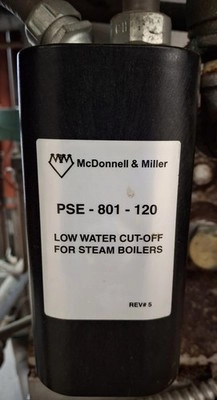 McDonnell & Miller
PSE - 801 - 120
LOW WATER CUT-OFF
FOR STEAM BOILERS
REV# 5